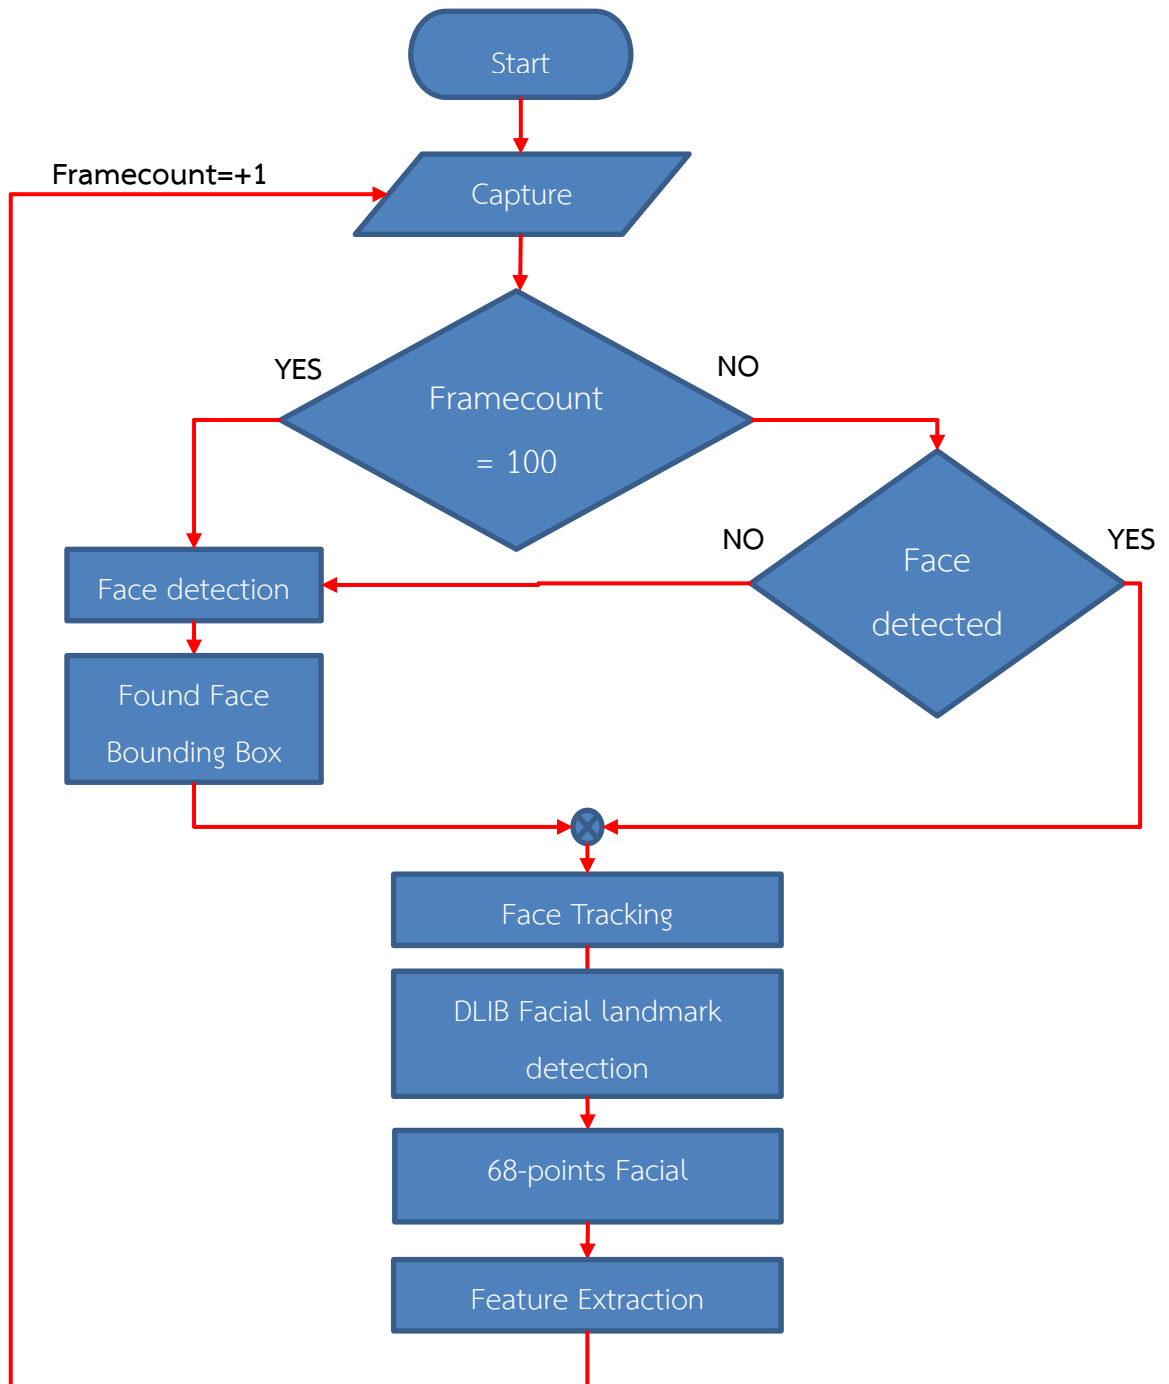 Start
Framecount=+1
Capture
YES
NO
Framecount
= 100
NO
YES
Face
detected
Face detection
Found Face
Bounding Box
Face Tracking
DLIB Facial landmark
detection
68-points Facial
Feature Extraction